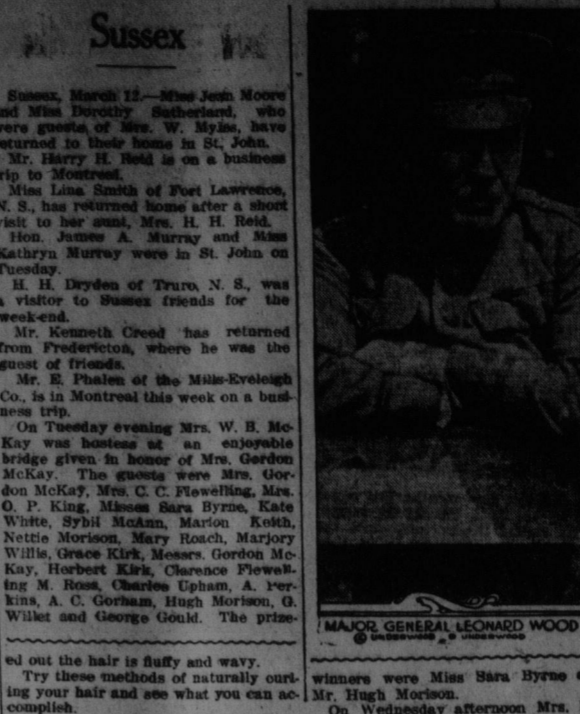 Sussex
Sussex, March 12.—Miss Jean Moore
nd Miss Dorothy Sutherland, who
ere guests of Mrs. W. Myles, have
eturned to their home in St. John.
Mr. Harry H. Reid is on a business
rip to Montreal.
Miss Lina Smith of Fort Lawrence,
N. S., has returned home after a short
isit to her aunt, Mrs. H. H. Reid.
Hon. James A. Murray and Miss
Kathryn Murray were in St. John on
Tuesday.
H. H. Dryden of Truro, N. S., was
a visitor to Sussex friends for the
week-end.
Mr. Kenneth Creed has returned
from Fredericton, where he was the
guest of friends.
Mr. E. Phalen of the Mills-Eveleigh
Co., is in Montreal this week on a busi-
ness trip.
On Tuesday evening Mrs. W. B. Mc-
Kay was hostess at an enjoyable
bridge given in honor of Mrs. Gordon
McKay. The guests were Mrs. Gor-
don McKay, Mrs. C. C. Flewelling, Mrs.
O. P. King, Misses Sara Byrne, Kate
White, Sybil McAnn, Marion Keith,
Nettie Morison, Mary Roach, Marjory
Willis, Grace Kirk, Messrs. Gordon Mc-
Kay, Herbert Kirk, Clarence Flewell-
ing M. Ross, Charles Upham, A. Per-
kins, A. C. Gorham, Hugh Morison, G.
Willet and George Gould. The prize-
ed out the hair is fluffy and wavy.
Try these methods of naturally curl-
ing your hair and see what you can ac-
complish.
MAJOR GENERAL LEONARD WOOD
© UNDERWOOD & UNDERWOOD
winners were Miss Sara Byrne
Mr. Hugh Morison.
On Wednesday afternoon Mrs.